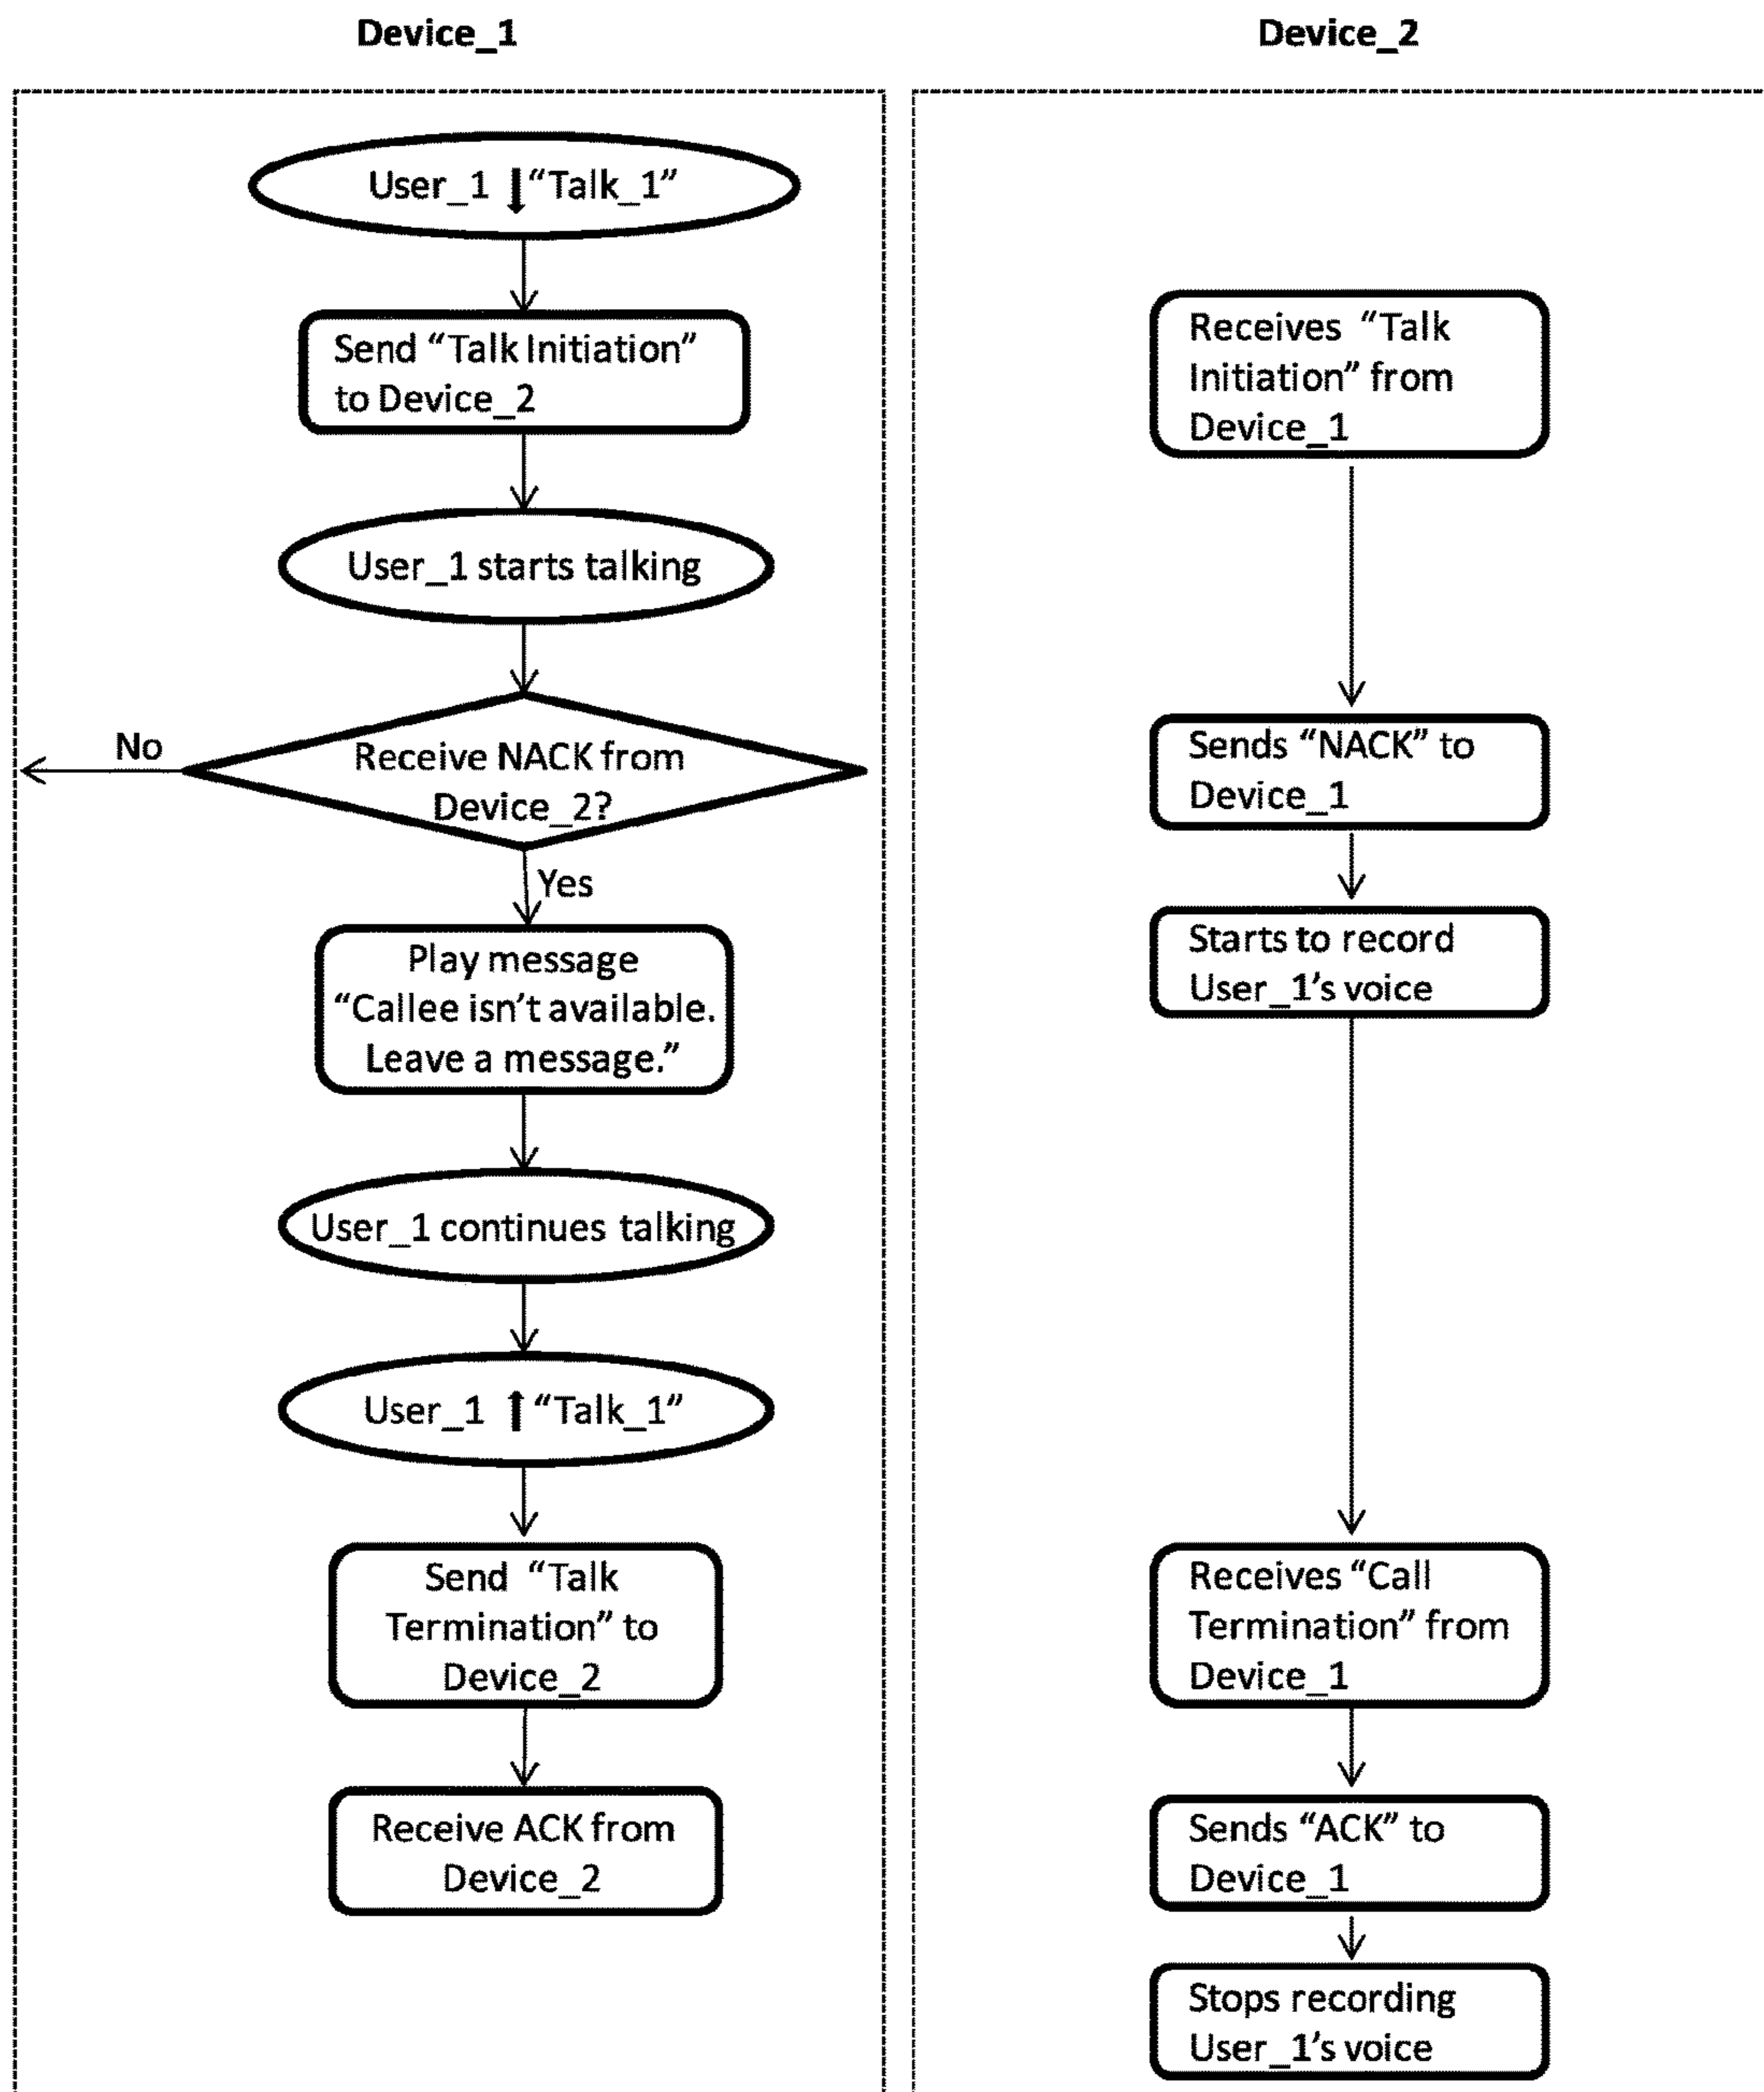 Device_1
User_1 ⬇ “Talk_1”
Send “Talk Initiation”
to Device_2
User_1 starts talking
No
Receive NACK from
Device_2?
Yes
Play message
“Callee isn’t available.
Leave a message.”
User_1 continues talking
User_1 ⬆ “Talk_1”
Send “Talk
Termination” to
Device_2
Receive ACK from
Device_2
Device_2
Receives “Talk
Initiation” from
Device_1
Sends “NACK” to
Device_1
Starts to record
User_1’s voice
Receives “Call
Termination” from
Device_1
Sends “ACK” to
Device_1
Stops recording
User_1’s voice